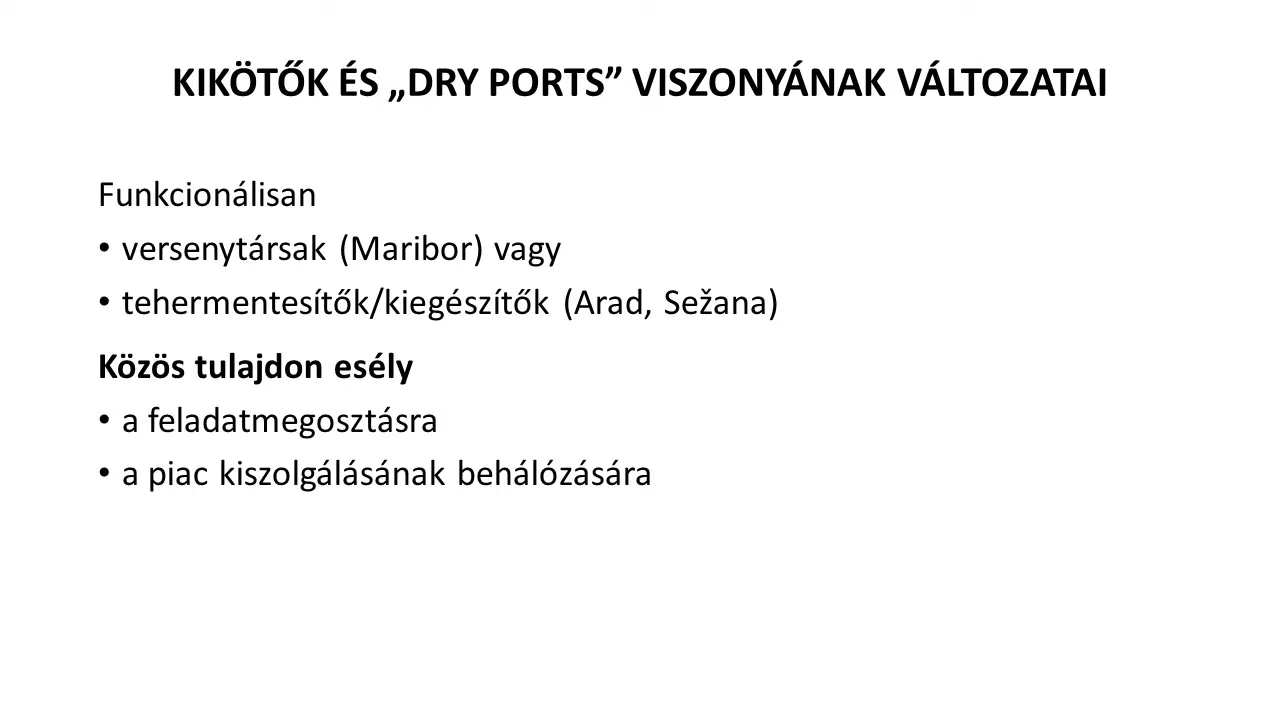 KIKÖTŐK ÉS „DRY PORTS” VISZONYÁNAK VÁLTOZATAI
Funkcionálisan
• versenytársak (Maribor) vagy
• tehermentesítők/kiegészítők (Arad, Sežana)
Közös tulajdon esély
• a feladatmegosztásra
• a piac kiszolgálásának behálózására